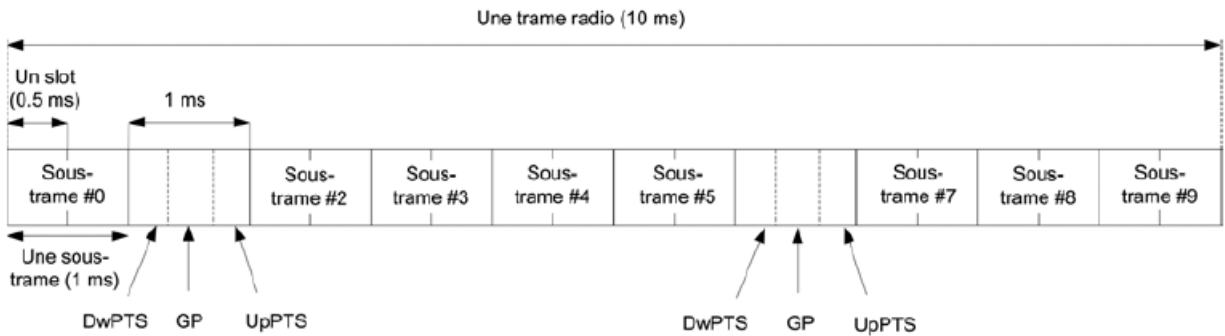 Une trame radio (10 ms)
Un slot
(0.5 ms)
1 ms
Sous-
trame #0
Sous-
trame #2
Sous-
trame #3
Sous-
trame #4
Sous-
trame #5
Sous-
trame #7
Sous-
trame #8
Sous-
trame #9
Une sous-
trame (1 ms)
DwPTS
GP
UpPTS
DwPTS
GP
UpPTS